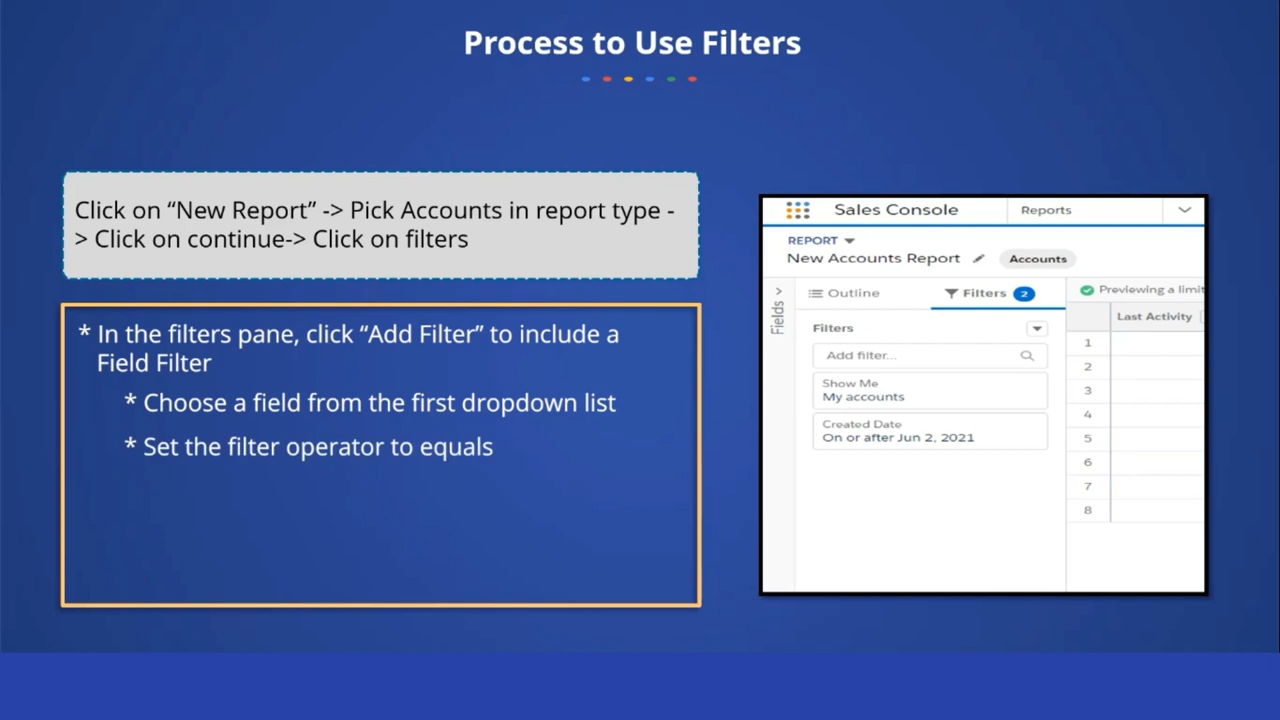 Process to Use Filters
Click on “New Report” -> Pick Accounts in report type -
> Click on continue-> Click on filters
* In the filters pane, click “Add Filter” to include a
Field Filter
* Choose a field from the first dropdown list
* Set the filter operator to equals
Sales Console
Reports
REPORT
New Accounts Report
Accounts
Fields
Outline
Filters 2
Previewing a limit
Filters
Last Activity
Add filter...
Show Me
My accounts
Created Date
On or after Jun 2, 2021
1
2
3
4
5
6
7
8